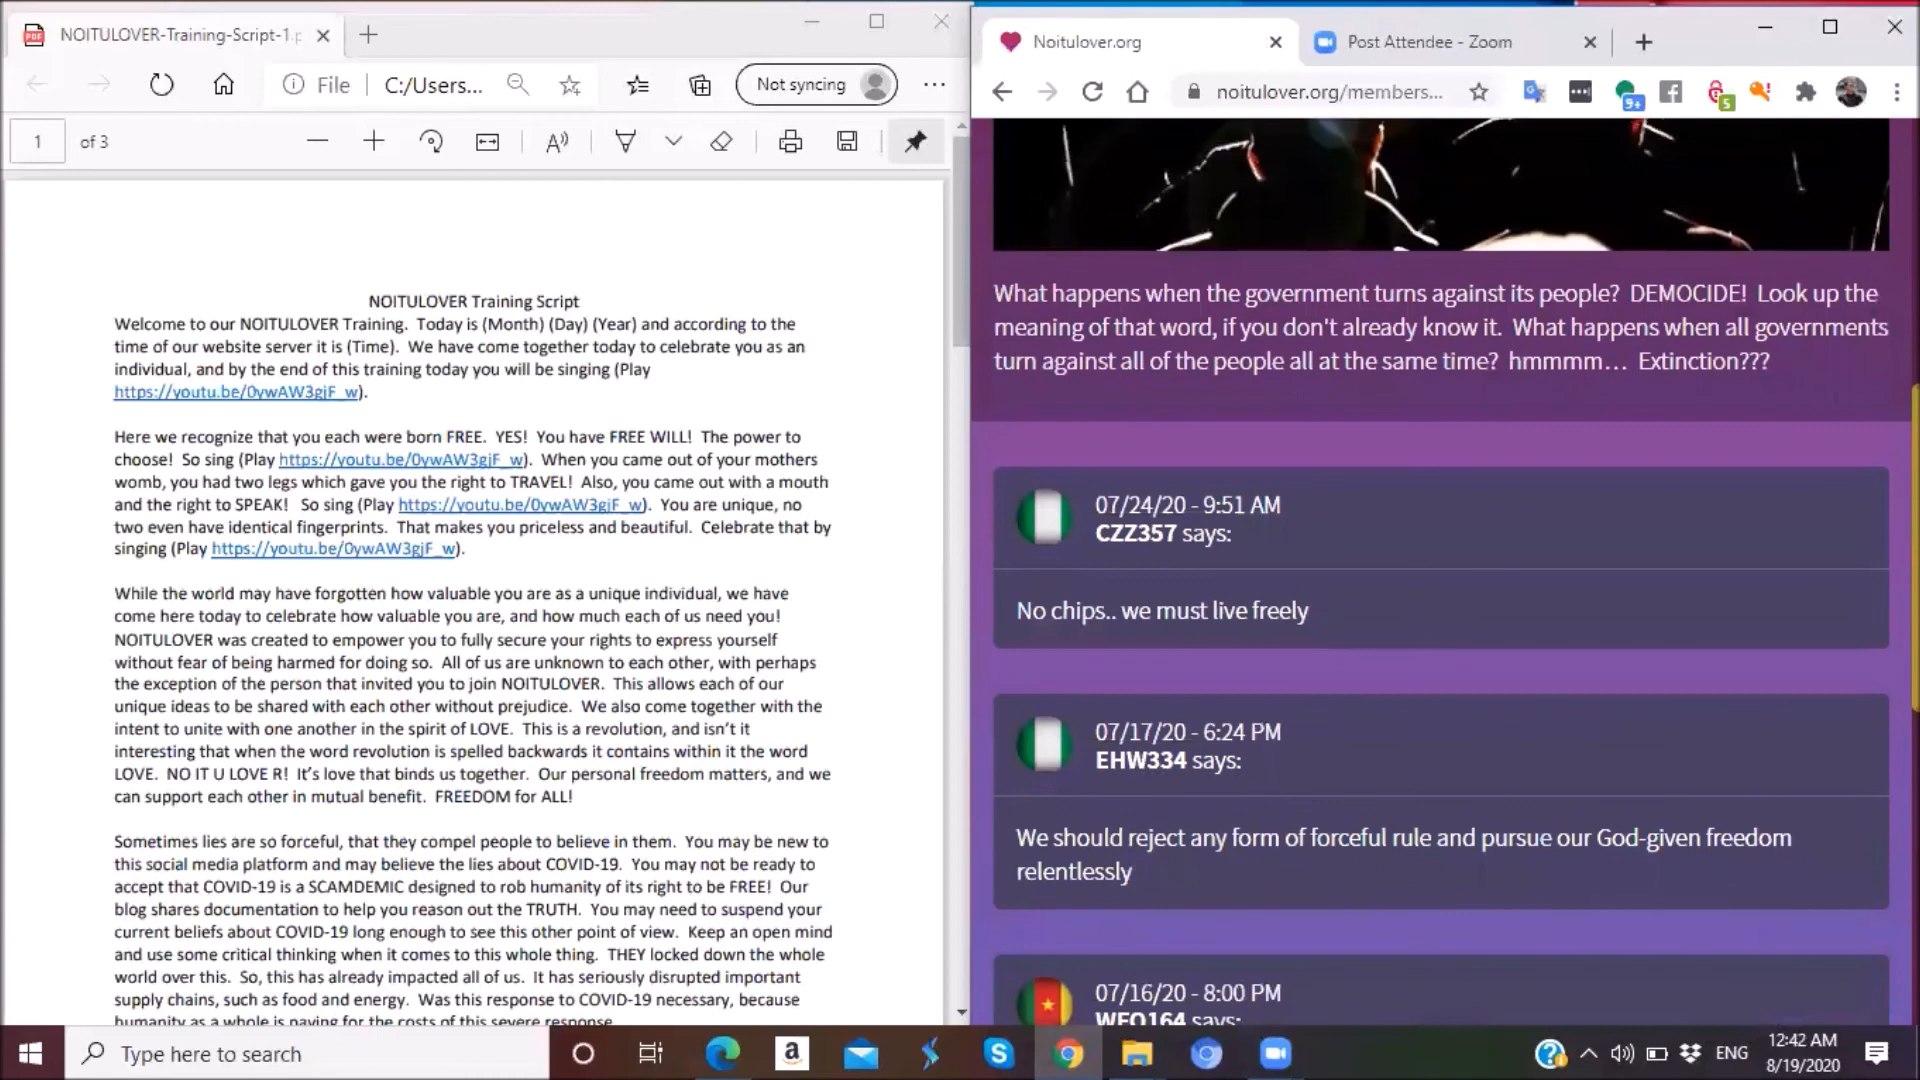 NOITULOVER-Training-Script-1.p
File
C:/Users...
Not syncing
1
of 3
NOITULOVER Training Script
Welcome to our NOITULOVER Training. Today is (Month) (Day) (Year) and according to the
time of our website server it is (Time). We have come together today to celebrate you as an
individual, and by the end of this training today you will be singing (Play
https://youtu.be/0ywAW3gjF_w).
Here we recognize that you each were born FREE. YES! You have FREE WILL! The power to
choose! So sing (Play https://youtu.be/0ywAW3gjF_w). When you came out of your mothers
womb, you had two legs which gave you the right to TRAVEL! Also, you came out with a mouth
and the right to SPEAK! So sing (Play https://youtu.be/0ywAW3gjF_w). You are unique, no
two even have identical fingerprints. That makes you priceless and beautiful. Celebrate that by
singing (Play https://youtu.be/0ywAW3gjF_w).
While the world may have forgotten how valuable you are as a unique individual, we have
come here today to celebrate how valuable you are, and how much each of us need you!
NOITULOVER was created to empower you to fully secure your rights to express yourself
without fear of being harmed for doing so. All of us are unknown to each other, with perhaps
the exception of the person that invited you to join NOITULOVER. This allows each of our
unique ideas to be shared with each other without prejudice. We also come together with the
intent to unite with one another in the spirit of LOVE. This is a revolution, and isn't it
interesting that when the word revolution is spelled backwards it contains within it the word
LOVE. NO IT U LOVE R! It's love that binds us together. Our personal freedom matters, and we
can support each other in mutual benefit. FREEDOM for ALL!
Sometimes lies are so forceful, that they compel people to believe in them. You may be new to
this social media platform and may believe the lies about COVID-19. You may not be ready to
accept that COVID-19 is a SCAMDEMIC designed to rob humanity of its right to be FREE! Our
blog shares documentation to help you reason out the TRUTH. You may need to suspend your
current beliefs about COVID-19 long enough to see this other point of view. Keep an open mind
and use some critical thinking when it comes to this whole thing. THEY locked down the whole
world over this. So, this has already impacted all of us. It has seriously disrupted important
supply chains, such as food and energy. Was this response to COVID-19 necessary, because
humanity as a whole is paying for the costs of this severe response
Noitulover.org
Post Attendee - Zoom
noitulover.org/members...
9+
5
What happens when the government turns against its people? DEMOCIDE! Look up the
meaning of that word, if you don't already know it. What happens when all governments
turn against all of the people all at the same time? hmmmm... Extinction???
07/24/20 - 9:51 AM
CZZ357 says:
No chips.. we must live freely
07/17/20 - 6:24 PM
EHW334 says:
We should reject any form of forceful rule and pursue our God-given freedom
relentlessly
07/16/20 - 8:00 PM
says:
Type here to search
ENG
12:42 AM
8/19/2020